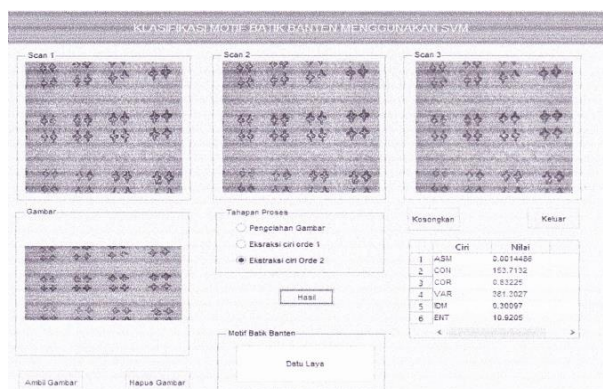 KLASIFIKASI MOTIF BATIK BANTEN MENGGUNAKAN SVM
Scan 1
Scan 2
Scan 3
Gambar
Tahapan Proses
Pengolahan Gambar
Eksraksi ciri orde 1
Ekstraksi ciri Orde 2
Hasil
Motif Batik Banten
Datu Laya
Ambil Gambar
Hapus Gambar
Kosongkan
Keluar
Ciri Nilai
1 ASM 0.0014486
2 CON 153.7132
3 COR 0.83225
4 VAR 381.2027
5 IDM 0.30097
6 ENT 10.9205